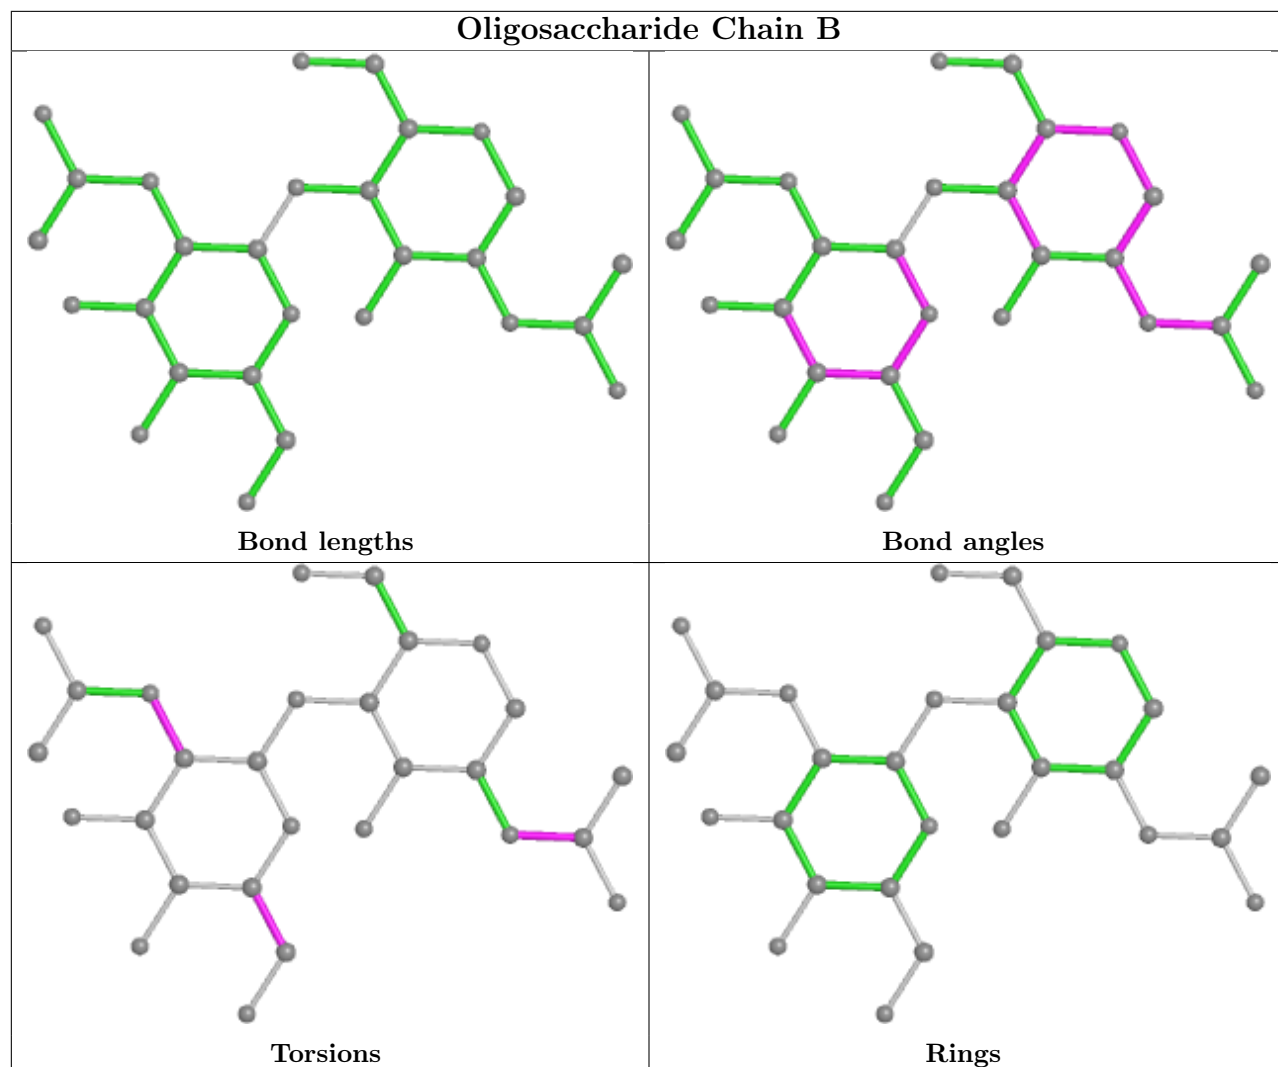 Oligosaccharide Chain B
Bond lengths
Bond angles
Torsions
Rings